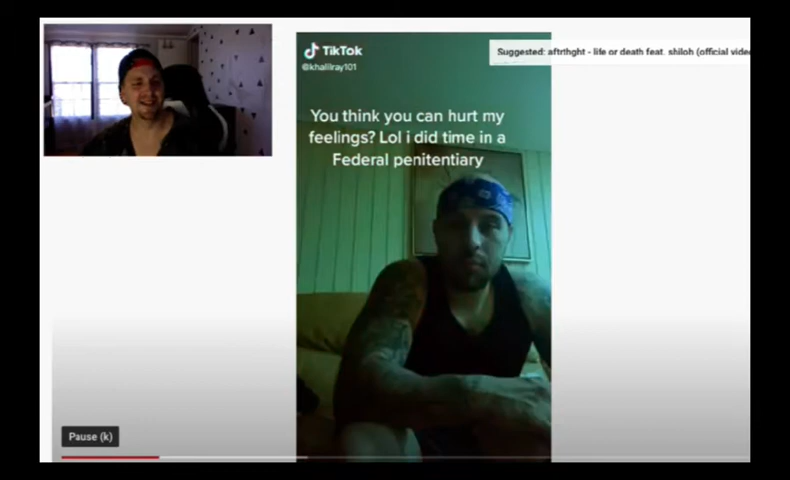 TikTok
@khalilray101
Suggested: aftrthght - life or death feat. shiloh (official video
You think you can hurt my
feelings? Lol i did time in a
Federal penitentiary
Pause (k)